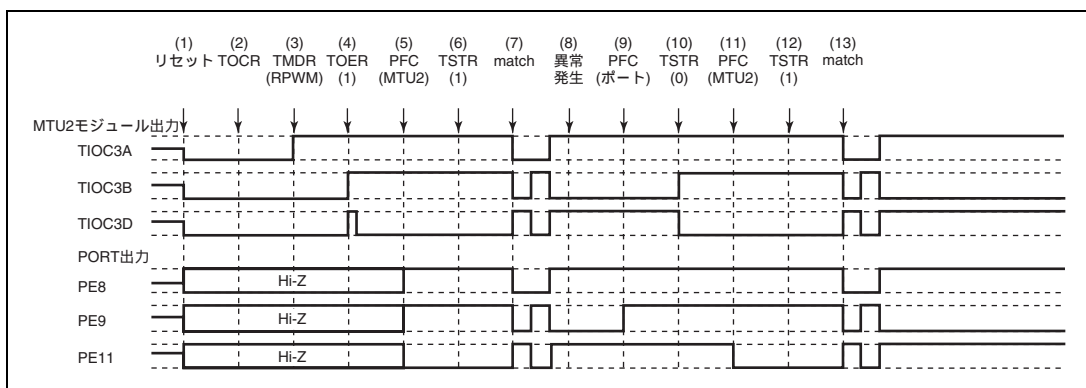 (1) (2) (3) (4) (5) (6) (7) (8) (9) (10) (11) (12) (13)
リセット TOCR TMDR TOER PFC TSTR match 異常 PFC TSTR PFC TSTR match
(RPWM) (1) (MTU2) (1) 発生 (ポート) (0) (MTU2) (1)
MTU2モジュール出力
TIOC3A
TIOC3B
TIOC3D
PORT出力
PE8 Hi-Z
PE9 Hi-Z
PE11 Hi-Z